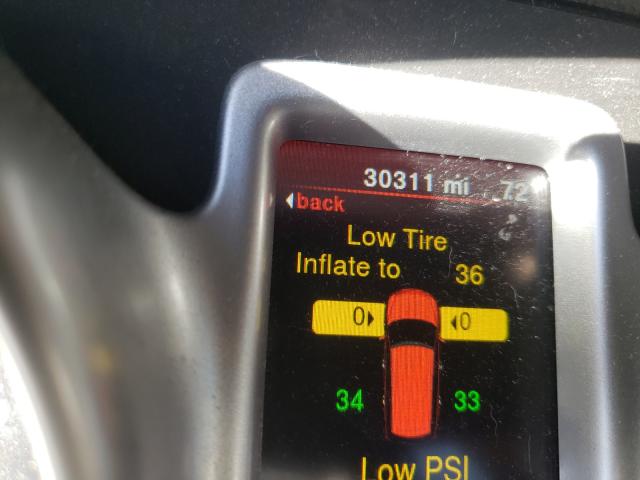 30311 mi 72°
back
Low Tire
Inflate to 36
0 0
34 33
Low PSI